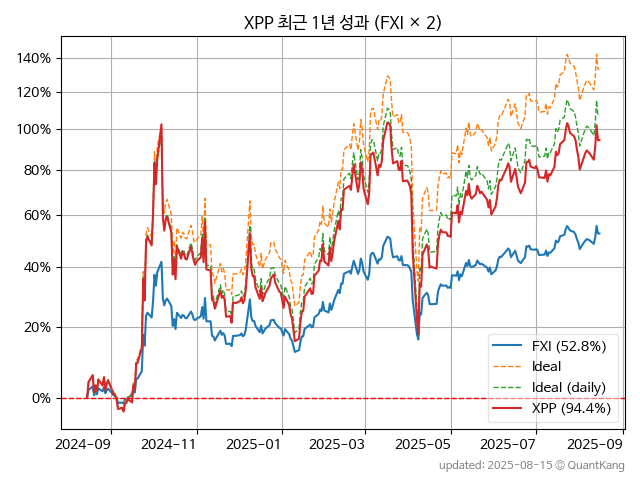 XPP 최근 1년 성과 (FXI × 2)
140%
120%
100%
80%
60%
40%
20%
0%
FXI (52.8%)
Ideal
Ideal (daily)
XPP (94.4%)
2024−09
2024−11
2025−01
2025−03
2025−05
2025−07
2025−09
updated: 2025-08-15 © QuantKang